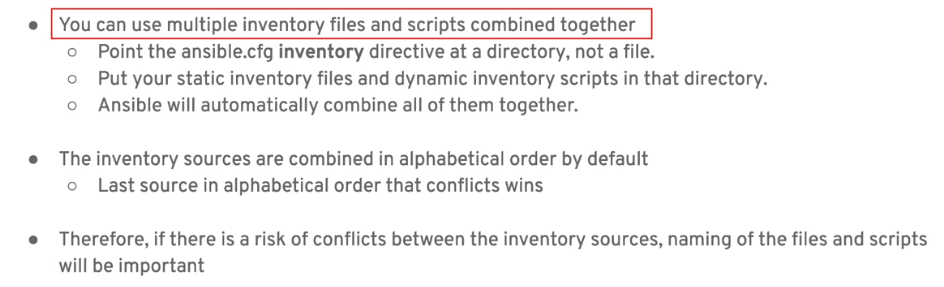 ● You can use multiple inventory files and scripts combined together
○ Point the ansible.cfg inventory directive at a directory, not a file.
○ Put your static inventory files and dynamic inventory scripts in that directory.
○ Ansible will automatically combine all of them together.
● The inventory sources are combined in alphabetical order by default
○ Last source in alphabetical order that conflicts wins
● Therefore, if there is a risk of conflicts between the inventory sources, naming of the files and scripts
will be important